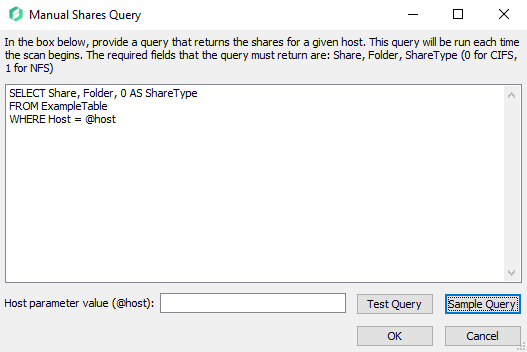 Manual Shares Query
In the box below, provide a query that returns the shares for a given host. This query will be run each time
the scan begins. The required fields that the query must return are: Share, Folder, ShareType (0 for CIFS,
1 for NFS)
SELECT Share, Folder, 0 AS ShareType
FROM ExampleTable
WHERE Host = @host
Host parameter value (@host):
Test Query
Sample Query
OK
Cancel